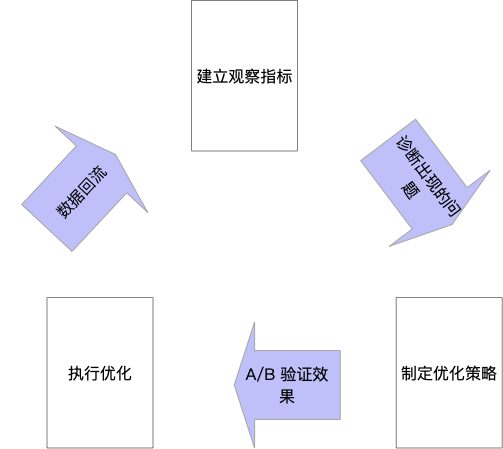 建立观察指标
数据回流
诊断出现的问
题
执行优化
A/B 验证效
果
制定优化策略